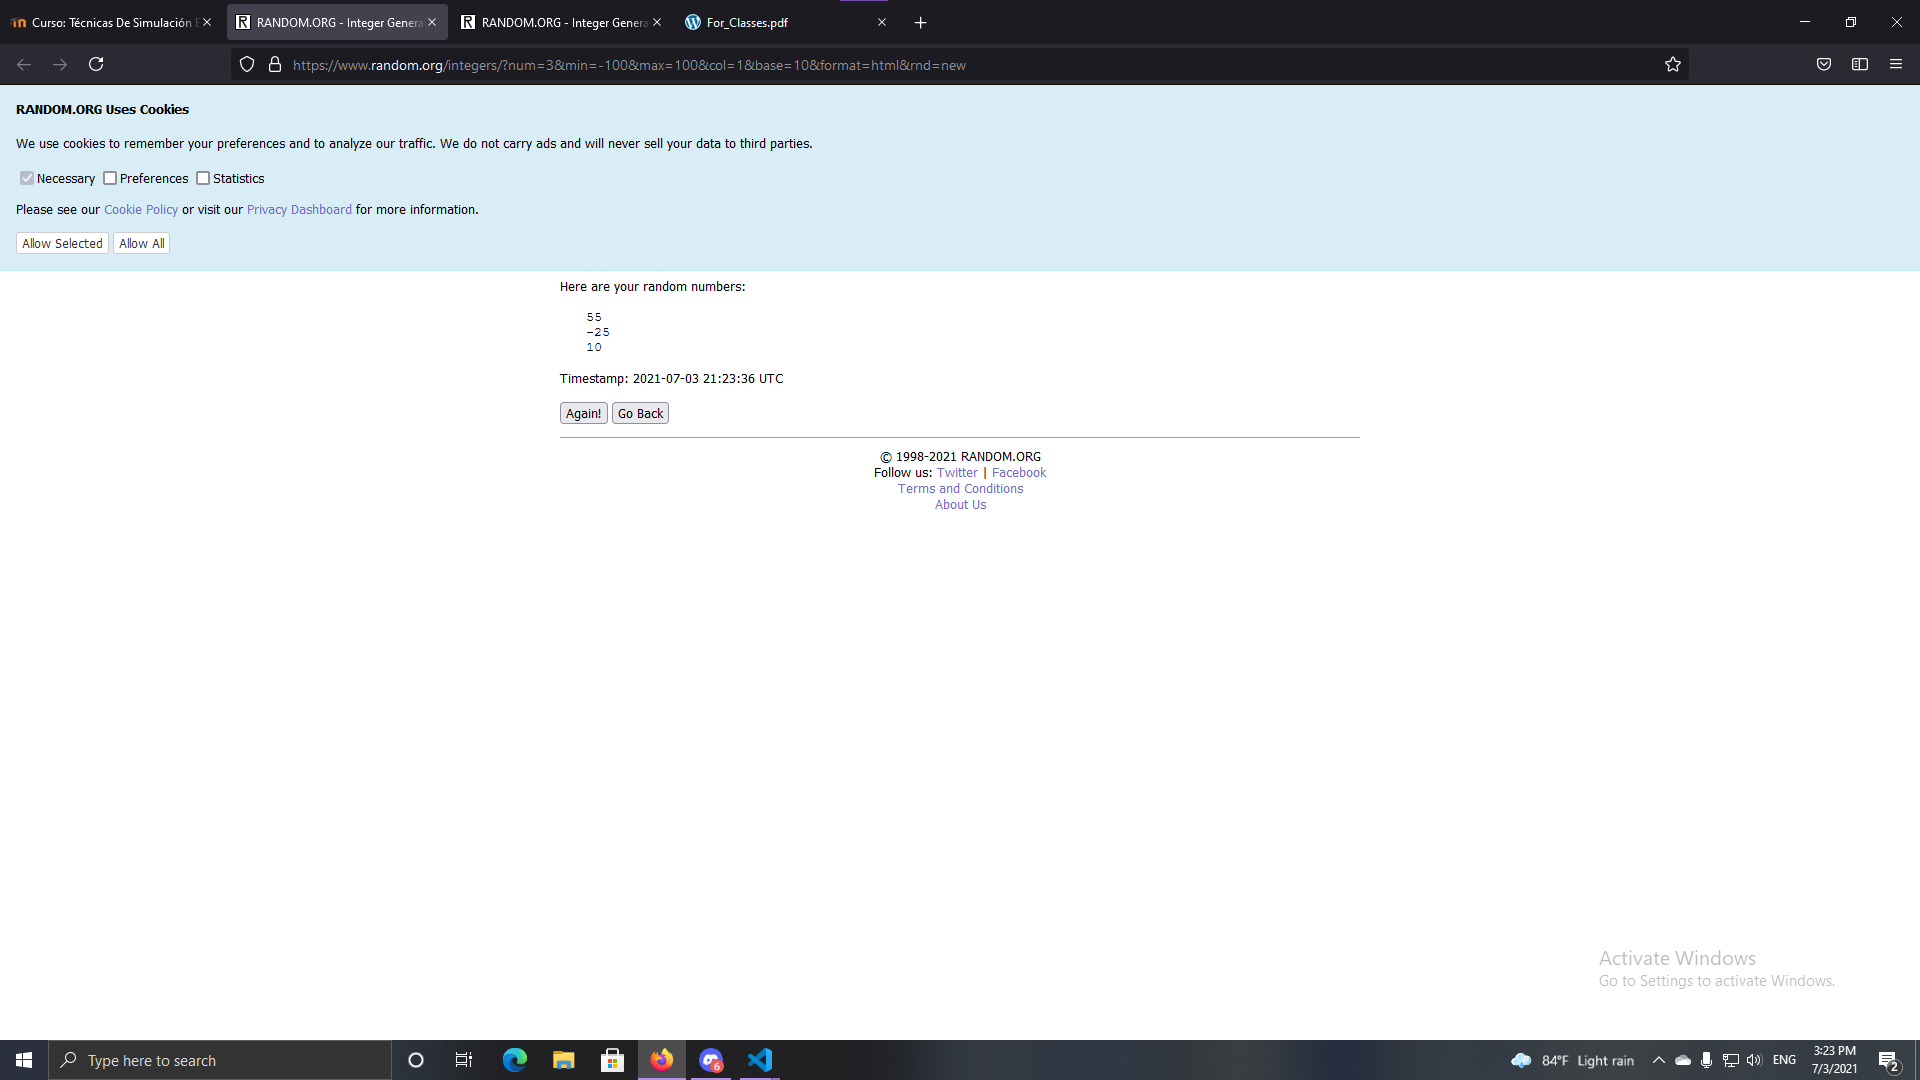 Curso: Técnicas De Simulación
RANDOM.ORG - Integer Genera
RANDOM.ORG - Integer Genera
For_Classes.pdf
https://www.random.org/integers/?num=3&min=-100&max=100&col=1&base=10&format=html&rnd=new
RANDOM.ORG Uses Cookies
We use cookies to remember your preferences and to analyze our traffic. We do not carry ads and will never sell your data to third parties.
Necessary Preferences Statistics
Please see our Cookie Policy or visit our Privacy Dashboard for more information.
Allow Selected Allow All
Here are your random numbers:
55
-25
10
Timestamp: 2021-07-03 21:23:36 UTC
Again! Go Back
© 1998-2021 RANDOM.ORG
Follow us: Twitter | Facebook
Terms and Conditions
About Us
Activate Windows
Go to Settings to activate Windows.
Type here to search
6
84°F Light rain
ENG
3:23 PM
7/3/2021
2